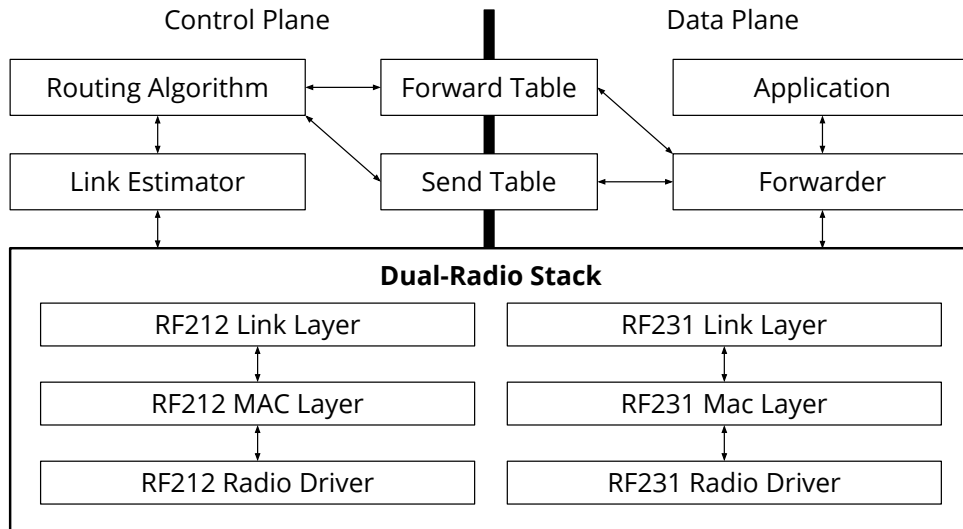 Control Plane
Data Plane
Routing Algorithm
Forward Table
Application
Link Estimator
Send Table
Forwarder
Dual-Radio Stack
RF212 Link Layer
RF231 Link Layer
RF212 MAC Layer
RF231 Mac Layer
RF212 Radio Driver
RF231 Radio Driver